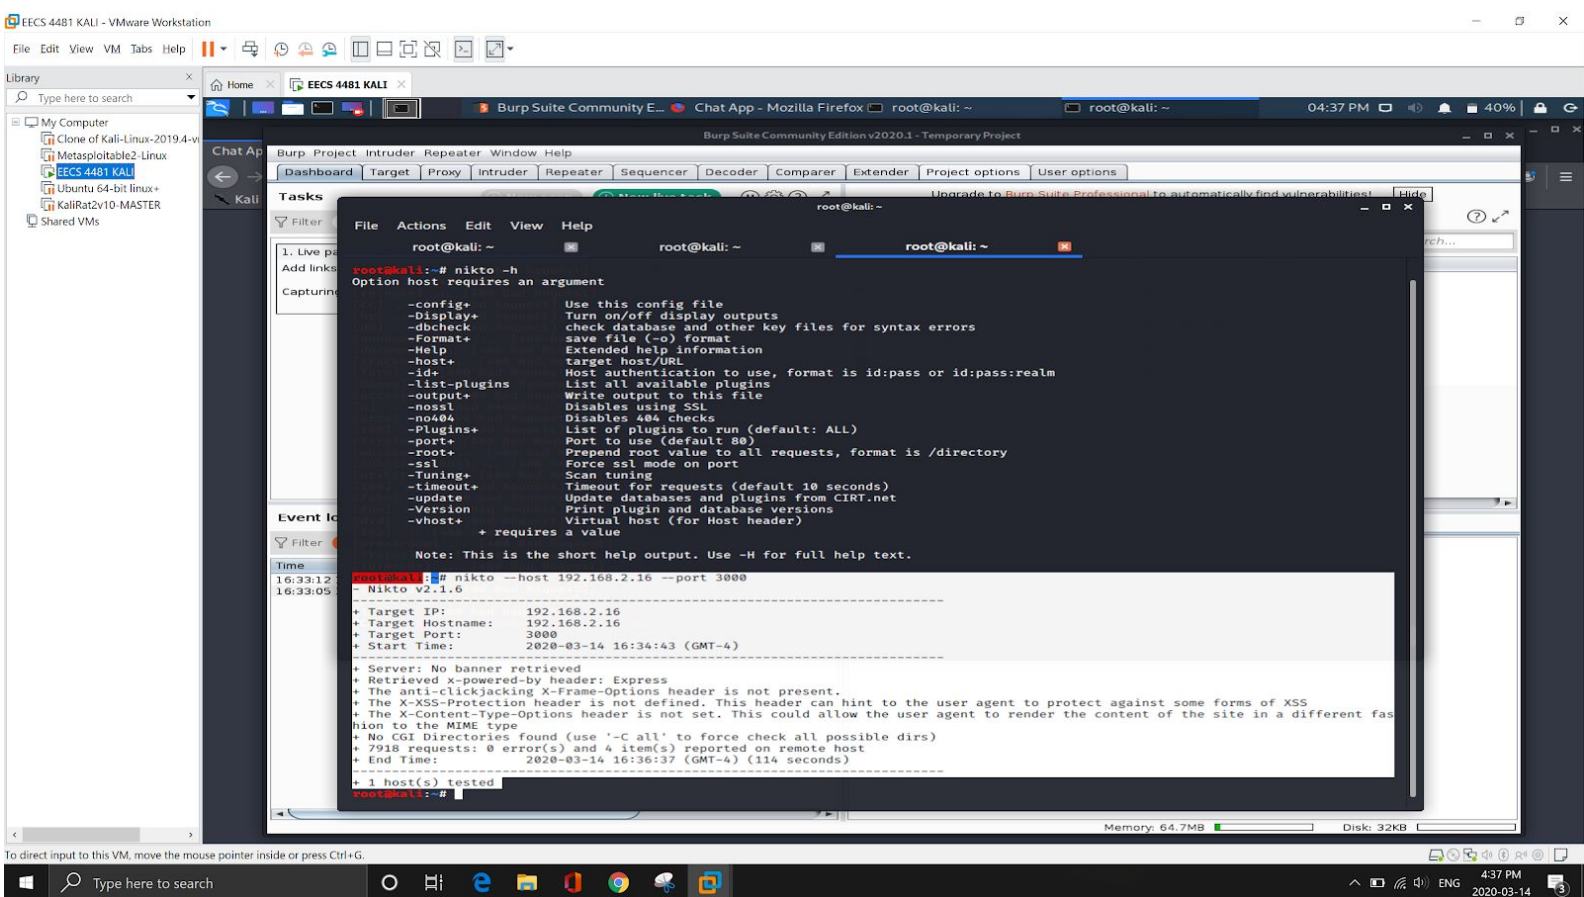 EECS 4481 KALI - VMware Workstation
File Edit View VM Tabs Help
Library
Home
EECS 4481 KALI
Type here to search
My Computer
Clone of Kali-Linux-2019.4-v
Metasploitable2-Linux
EECS 4481 KALI
Ubuntu 64-bit linux+
KaliRat2v10-MASTER
Shared VMs
Burp Suite Community E...
Chat App - Mozilla Firefox
root@kali: ~
root@kali: ~
04:37 PM
40%
Burp Suite Community Edition v2020.1 - Temporary Project
Chat Ap
Burp Project Intruder Repeater Window Help
Dashboard Target Proxy Intruder Repeater Sequencer Decoder Comparer Extender Project options User options
Kali
Tasks
New live task
Upgrade to Burp Suite Professional to automatically find vulnerabilities!
Hide
Filter
1. Live pa
Add links
Capturing
rch...
Event lo
Filter
Time
16:33:12
16:33:05
root@kali: ~
File Actions Edit View Help
root@kali: ~ root@kali: ~ root@kali: ~
root@kali:~# nikto -h
Option host requires an argument
-config+ Use this config file
-Display+ Turn on/off display outputs
-dbcheck check database and other key files for syntax errors
-Format+ save file (-o) format
-Help Extended help information
-host+ target host/URL
-id+ Host authentication to use, format is id:pass or id:pass:realm
-list-plugins List all available plugins
-output+ Write output to this file
-nossl Disables using SSL
-no404 Disables 404 checks
-Plugins+ List of plugins to run (default: ALL)
-port+ Port to use (default 80)
-root+ Prepend root value to all requests, format is /directory
-ssl Force ssl mode on port
-Tuning+ Scan tuning
-timeout+ Timeout for requests (default 10 seconds)
-update Update databases and plugins from CIRT.net
-Version Print plugin and database versions
-vhost+ Virtual host (for Host header)
+ requires a value
Note: This is the short help output. Use -H for full help text.
root@kali:~# nikto --host 192.168.2.16 --port 3000
- Nikto v2.1.6
---------------------------------------------------------------------------
+ Target IP: 192.168.2.16
+ Target Hostname: 192.168.2.16
+ Target Port: 3000
+ Start Time: 2020-03-14 16:34:43 (GMT-4)
---------------------------------------------------------------------------
+ Server: No banner retrieved
+ Retrieved x-powered-by header: Express
+ The anti-clickjacking X-Frame-Options header is not present.
+ The X-XSS-Protection header is not defined. This header can hint to the user agent to protect against some forms of XSS
+ The X-Content-Type-Options header is not set. This could allow the user agent to render the content of the site in a different fas
hion to the MIME type
+ No CGI Directories found (use '-C all' to force check all possible dirs)
+ 7918 requests: 0 error(s) and 4 item(s) reported on remote host
+ End Time: 2020-03-14 16:36:37 (GMT-4) (114 seconds)
---------------------------------------------------------------------------
+ 1 host(s) tested
root@kali:~#
Memory: 64.7MB
Disk: 32KB
To direct input to this VM, move the mouse pointer inside or press Ctrl+G.
Type here to search
ENG
4:37 PM
2020-03-14
3